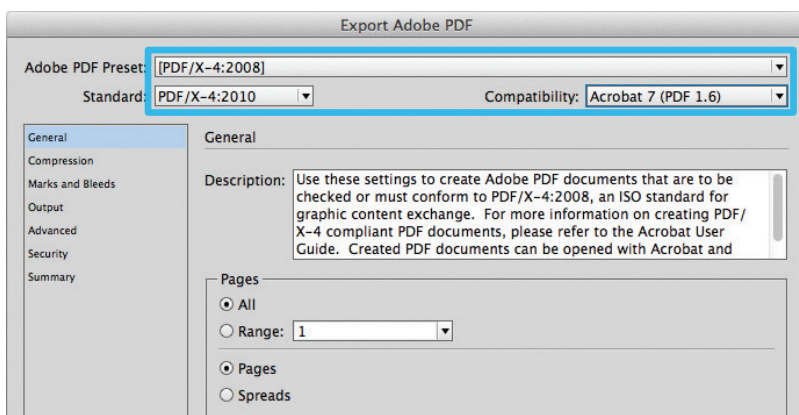 Export Adobe PDF
Adobe PDF Preset: [PDF/X-4:2008]
Standard: PDF/X-4:2010 Compatibility: Acrobat 7 (PDF 1.6)
General
Compression
Marks and Bleeds
Output
Advanced
Security
Summary
General
Description: Use these settings to create Adobe PDF documents that are to be
checked or must conform to PDF/X-4:2008, an ISO standard for
graphic content exchange.  For more information on creating PDF/
X-4 compliant PDF documents, please refer to the Acrobat User
Guide.  Created PDF documents can be opened with Acrobat and
Pages
All
Range: 1
Pages
Spreads